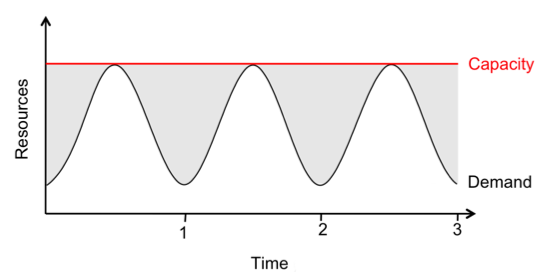 Capacity
Resources
Demand
1
2
3
Time